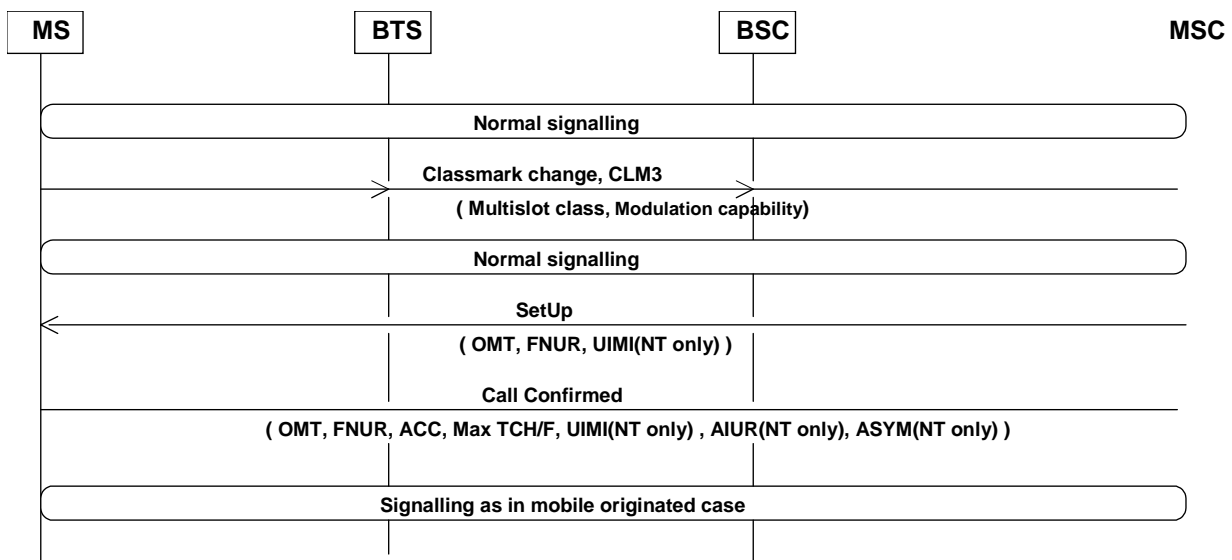 MS BTS BSC MSC
Normal signalling
Classmark change, CLM3
( Multislot class, Modulation capability)
Normal signalling
SetUp
( OMT, FNUR, UIMI(NT only) )
Call Confirmed
( OMT, FNUR, ACC, Max TCH/F, UIMI(NT only) , AIUR(NT only), ASYM(NT only) )
Signalling as in mobile originated case